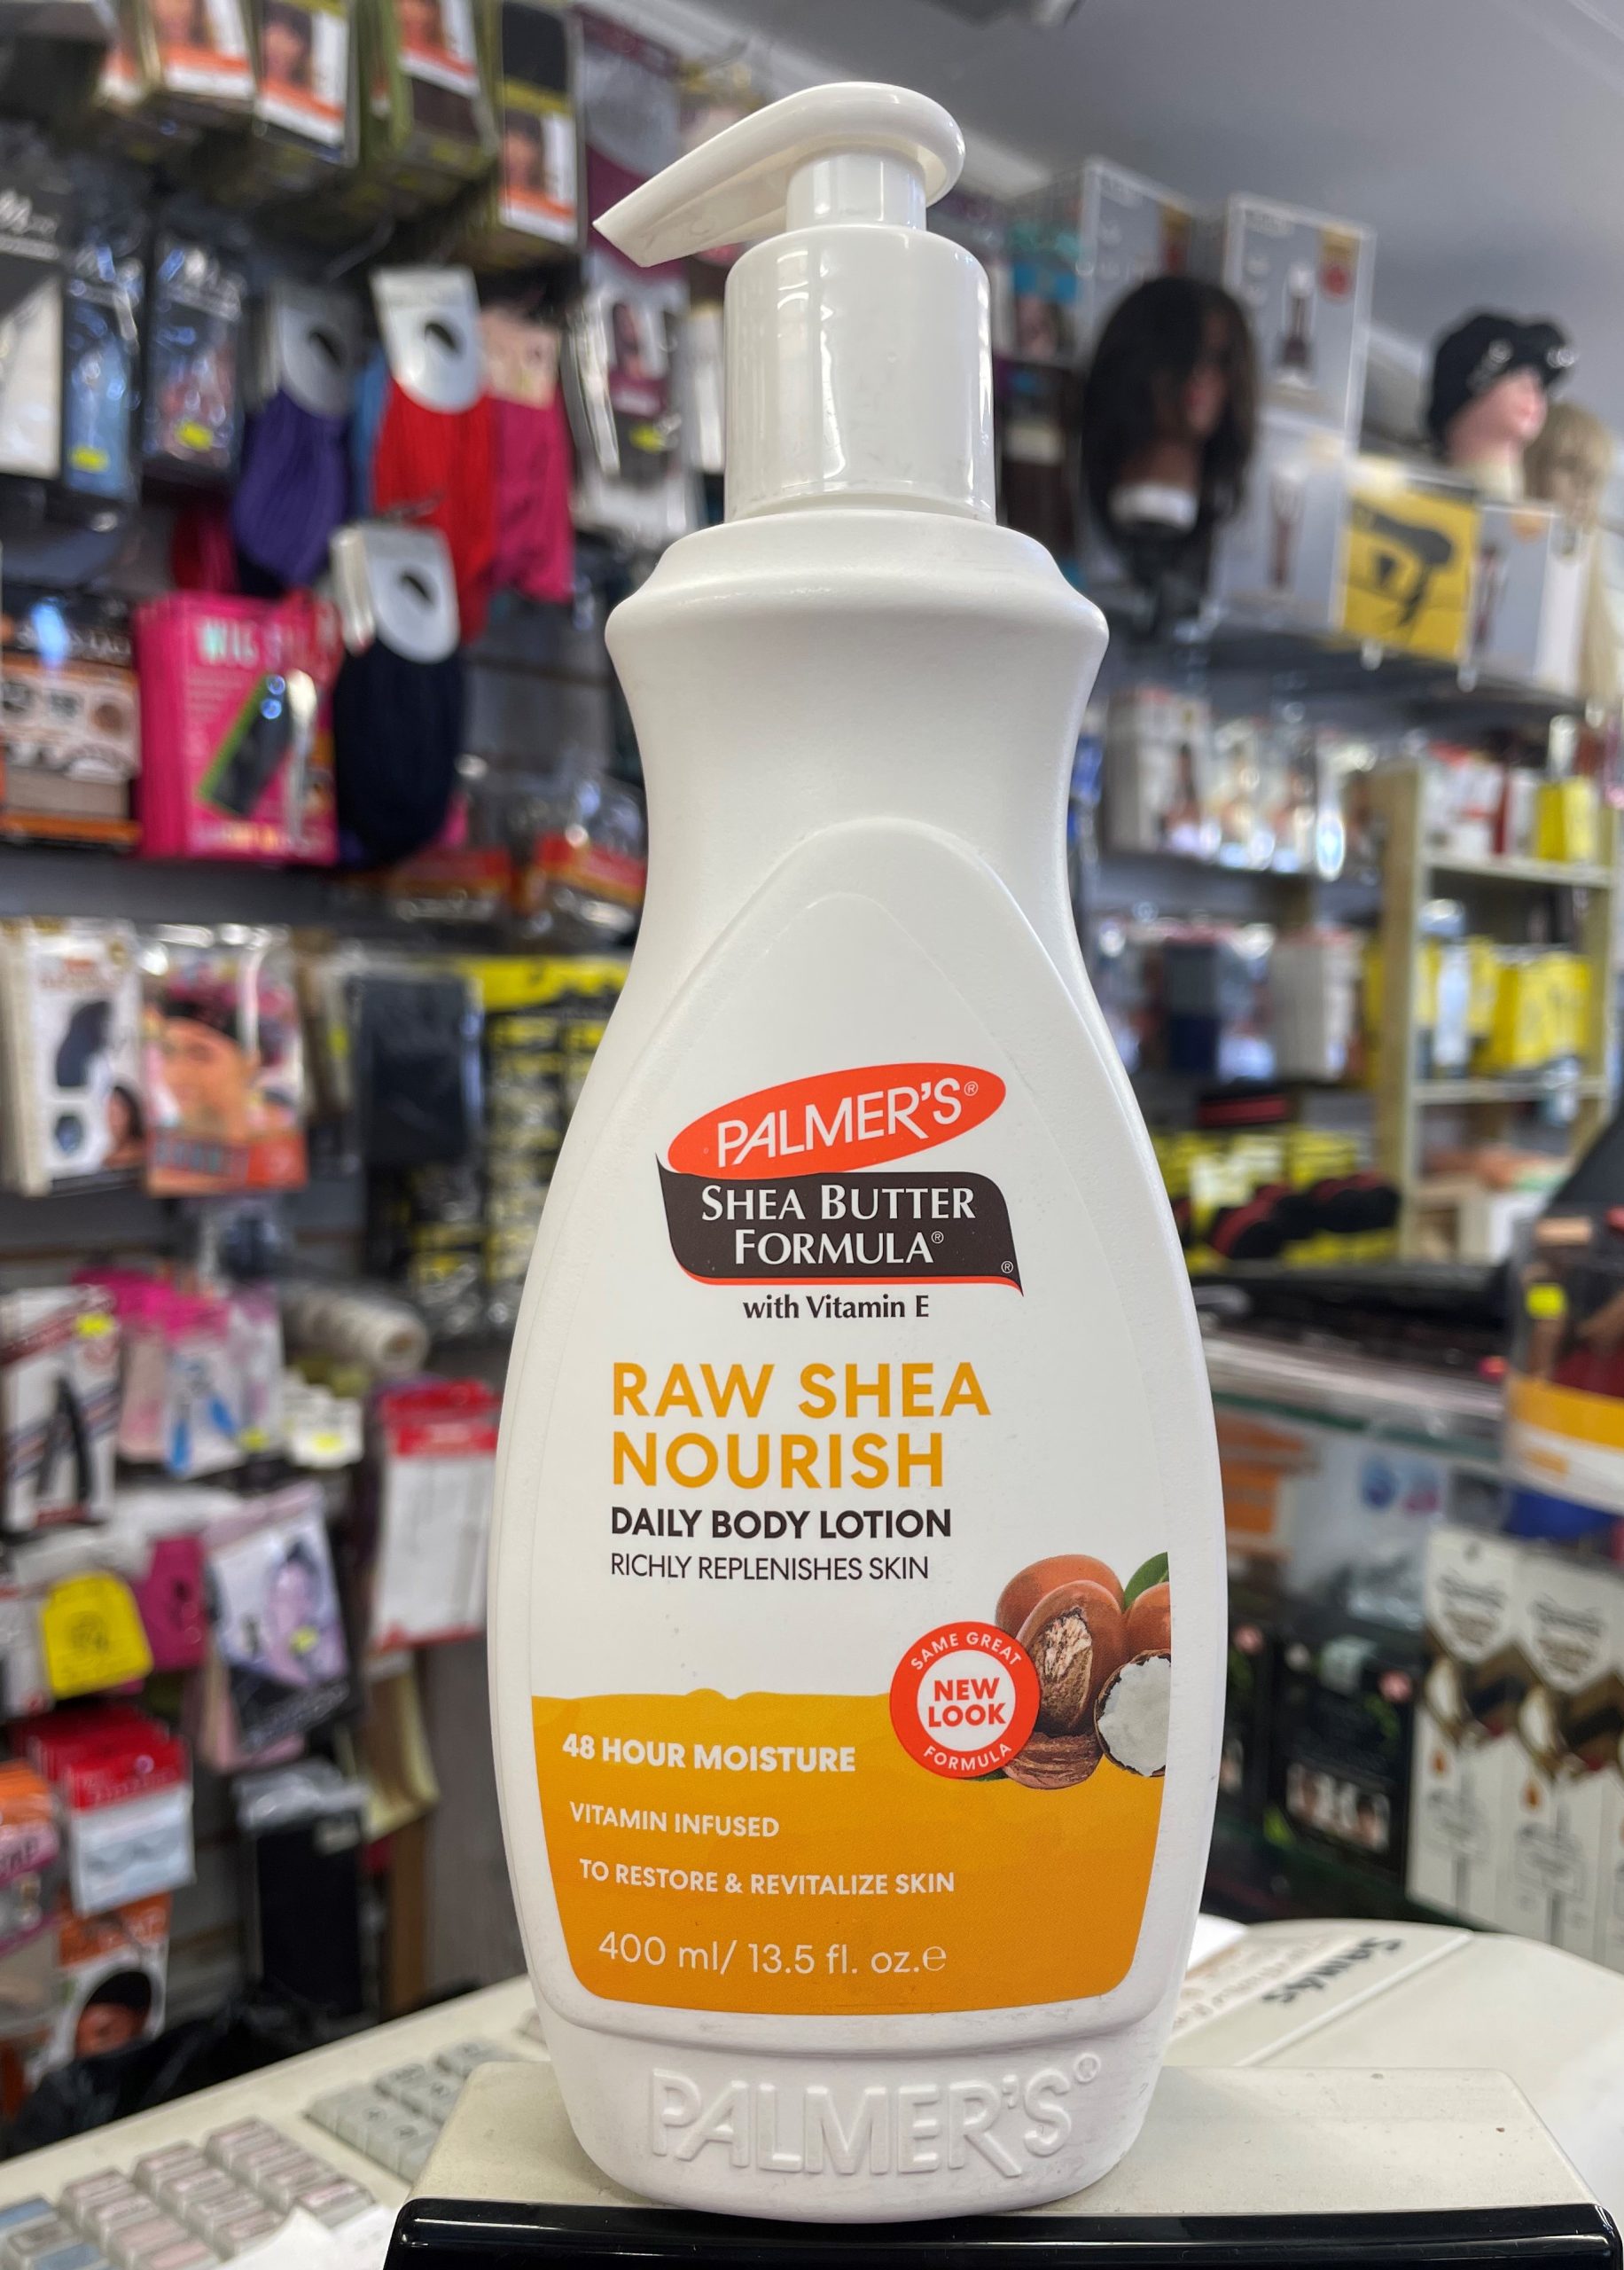 PALMER'S®
SHEA BUTTER
FORMULA®
®
with Vitamin E
RAW SHEA
NOURISH
DAILY BODY LOTION
RICHLY REPLENISHES SKIN
SAME GREAT
NEW
LOOK
FORMULA
48 HOUR MOISTURE
VITAMIN INFUSED
TO RESTORE & REVITALIZE SKIN
400 ml/ 13.5 fl. oz.℮
PALMER'S®
WIG